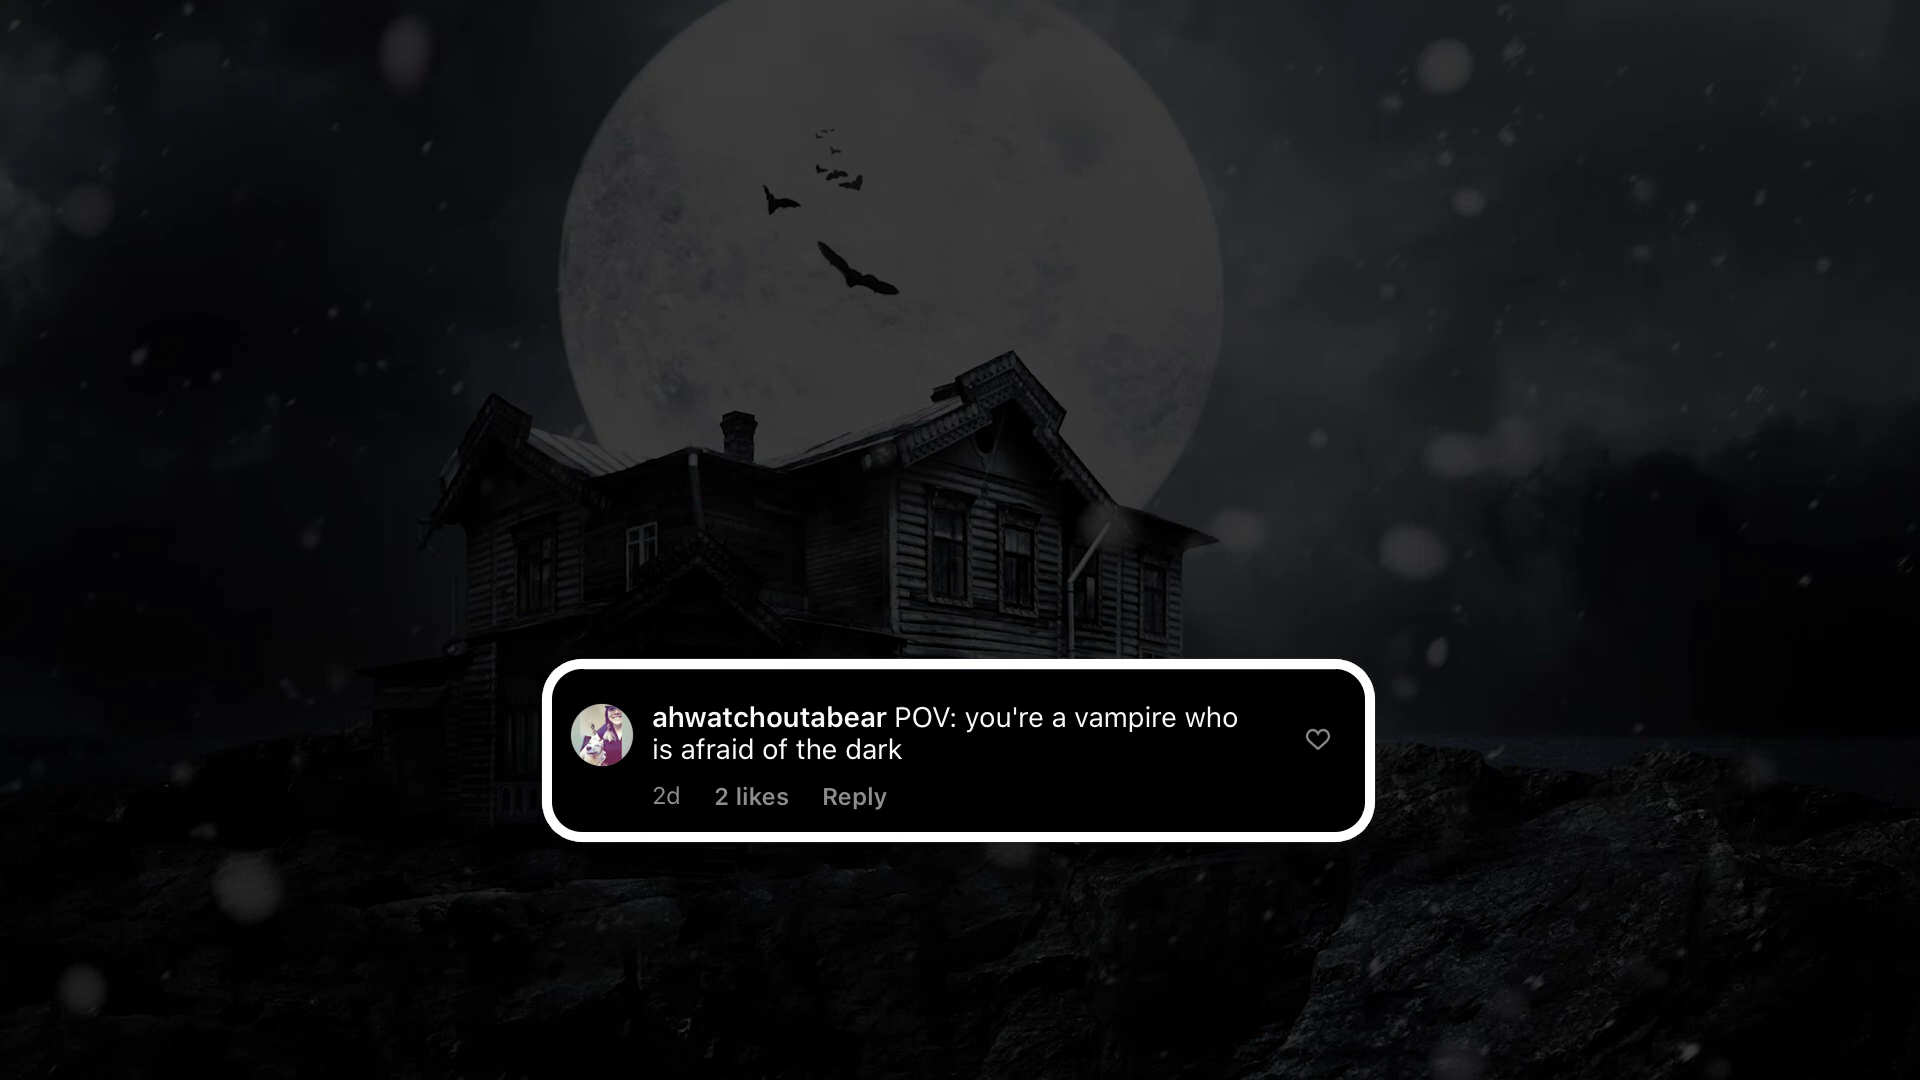 ahwatchoutabear POV: you're a vampire who
is afraid of the dark
2d 2 likes Reply